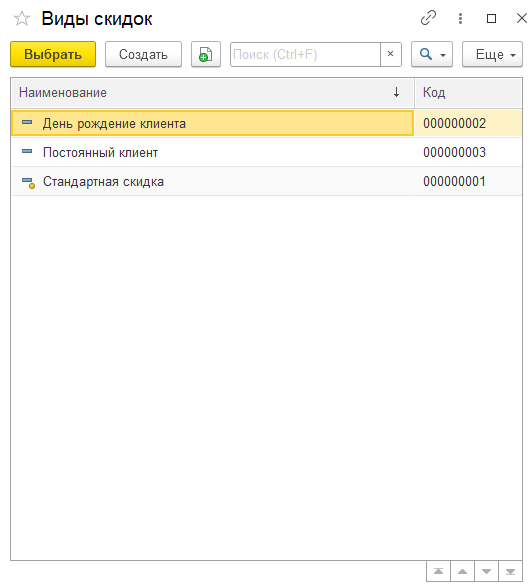 Виды скидок
Выбрать Создать Поиск (Ctrl+F) × Еще
Наименование ↓ Код
День рождение клиента 000000002
Постоянный клиент 000000003
Стандартная скидка 000000001